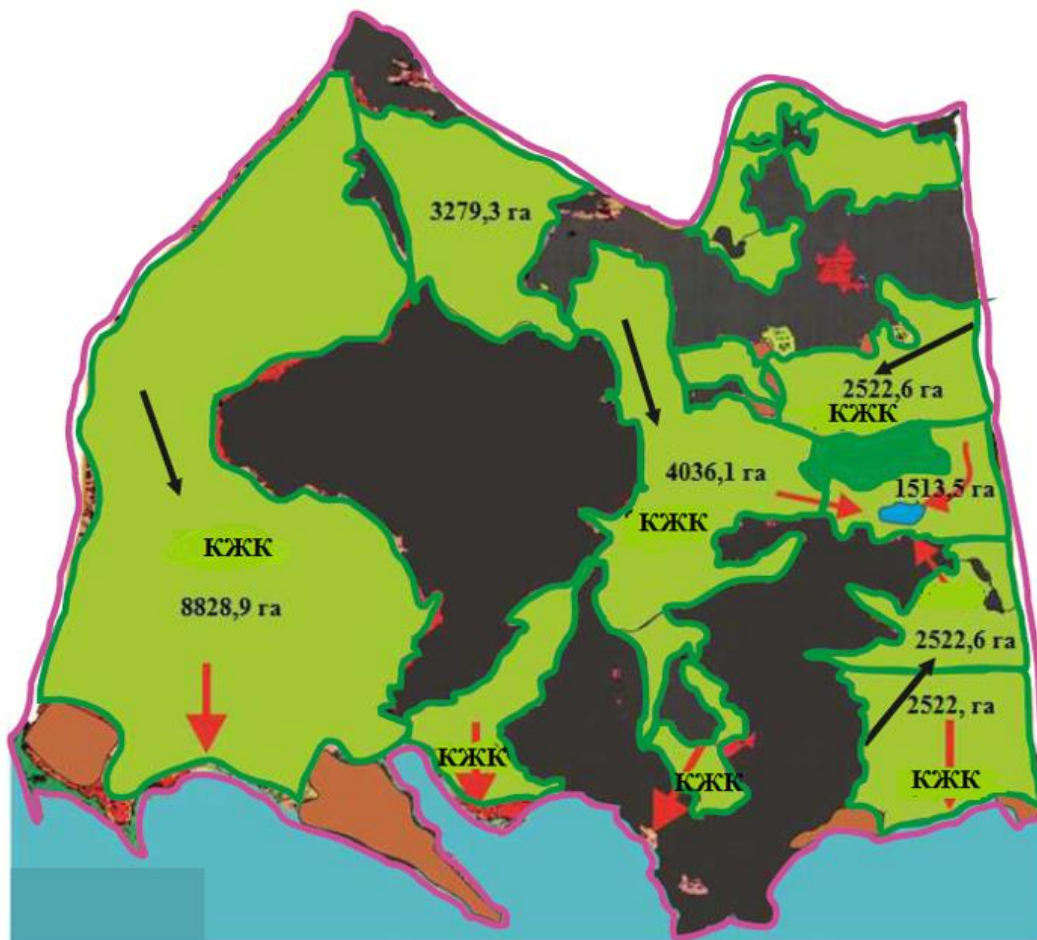 3279,3 га
2522,6 га
КЖК
4036,1 га
1513,5 га
КЖК
КЖК
8828,9 га
2522,6 га
2522, га
КЖК
КЖК
КЖК